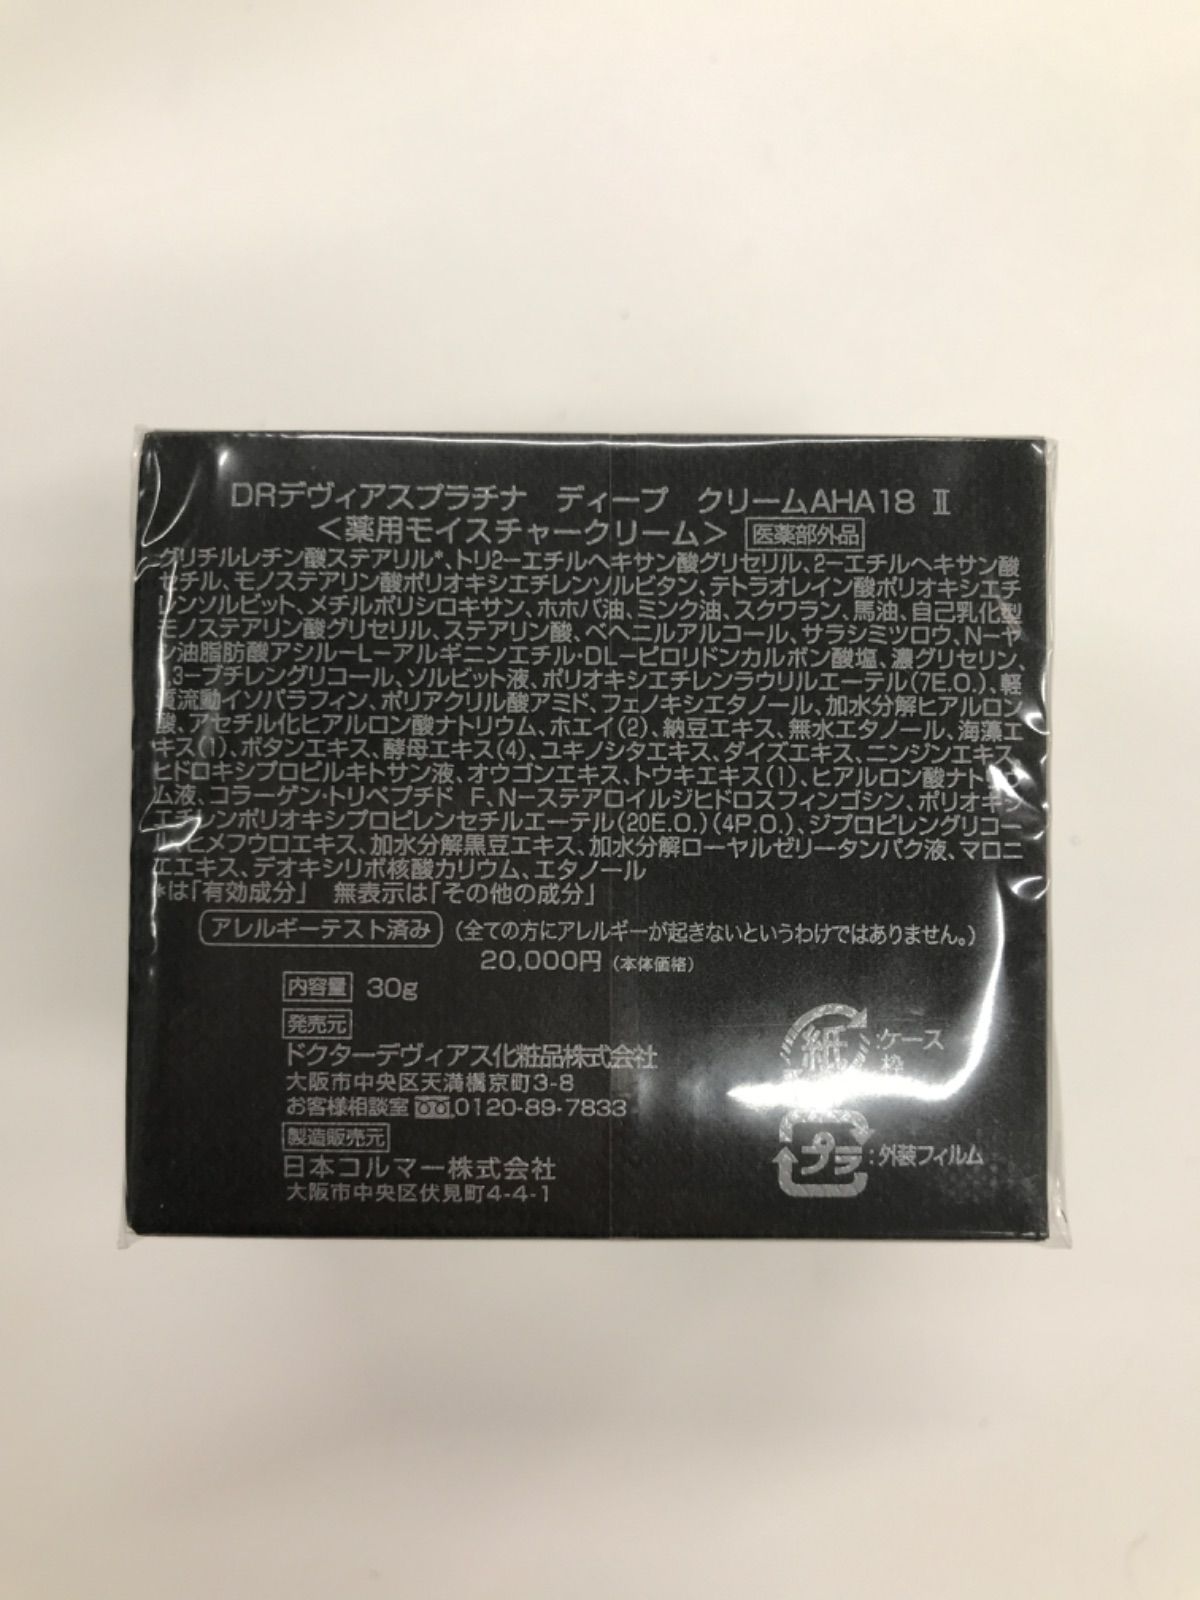 DRデヴィアスプラチナ ディープ クリームAHA18 Ⅱ
＜薬用モイスチャークリーム＞ 医薬部外品
グリチルレチン酸ステアリル*、トリ2ーエチルヘキサン酸グリセリル、2ーエチルヘキサン酸
セチル、モノステアリン酸ポリオキシエチレンソルビタン、テトラオレイン酸ポリオキシエチ
レンソルビット、メチルポリシロキサン、ホホバ油、ミンク油、スクワラン、馬油、自己乳化型
モノステアリン酸グリセリル、ステアリン酸、ベヘニルアルコール、サラシミツロウ、Nーヤ
シ油脂肪酸アシルーLーアルギニンエチル・DLーピロリドンカルボン酸塩、濃グリセリン、
,3ーブチレングリコール、ソルビット液、ポリオキシエチレンラウリルエーテル(7E.O.)、軽
質流動イソパラフィン、ポリアクリル酸アミド、フェノキシエタノール、加水分解ヒアルロン
酸、アセチル化ヒアルロン酸ナトリウム、ホエイ(2)、納豆エキス、無水エタノール、海藻エ
キス(1)、ボタンエキス、酵母エキス(4)、ユキノシタエキス、ダイズエキス、ニンジンエキス、
ヒドロキシプロピルキトサン液、オウゴンエキス、トウキエキス(1)、ヒアルロン酸ナトリウ
ム液、コラーゲン・トリペプチド F、Nーステアロイルジヒドロスフィンゴシン、ポリオキシ
エチレンポリオキシプロピレンセチルエーテル(20E.O.)(4P.O.)、ジプロピレングリコー
ル、ヒメフウロエキス、加水分解黒豆エキス、加水分解ローヤルゼリータンパク液、マロニ
エエキス、デオキシリボ核酸カリウム、エタノール
*は「有効成分」 無表示は「その他の成分」
アレルギーテスト済み (全ての方にアレルギーが起きないというわけではありません。)
20,000円 (本体価格)
内容量 30g
発売元
ドクターデヴィアス化粧品株式会社
大阪市中央区天満橋京町3-8
お客様相談室 0120-89-7833
製造販売元
日本コルマー株式会社
大阪市中央区伏見町4-4-1
紙 :ケース
枠
プラ :外装フィルム